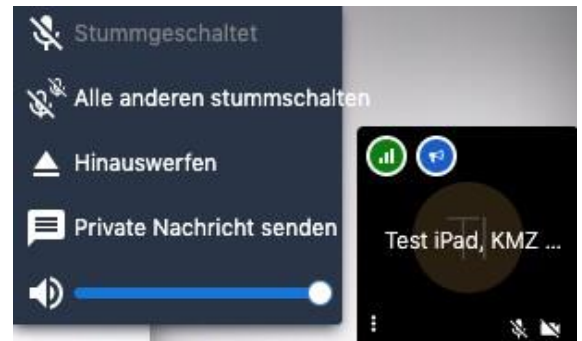 Stummgeschaltet
Alle anderen stummschalten
Hinauswerfen
Private Nachricht senden
Test iPad, KMZ ...